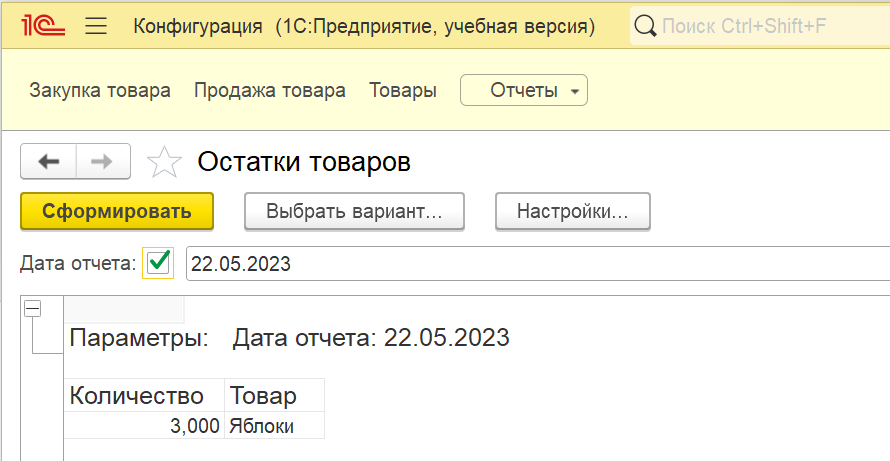 1С Конфигурация (1С:Предприятие, учебная версия) Поиск Ctrl+Shift+F
Закупка товара Продажа товара Товары Отчеты
Остатки товаров
Сформировать Выбрать вариант... Настройки...
Дата отчета: 22.05.2023
Параметры: Дата отчета: 22.05.2023
Количество Товар
3,000 Яблоки